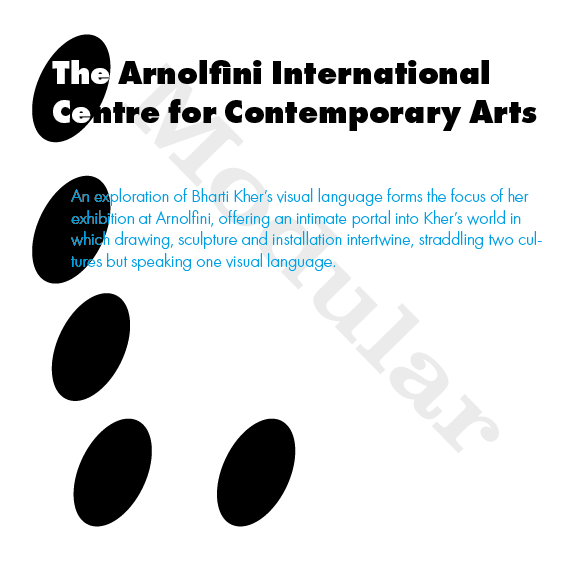 The Arnolfini International
Centre for Contemporary Arts
Modular
An exploration of Bharti Kher's visual language forms the focus of her
exhibition at Arnolfini, offering an intimate portal into Kher's world in
which drawing, sculpture and installation intertwine, straddling two cul-
tures but speaking one visual language.